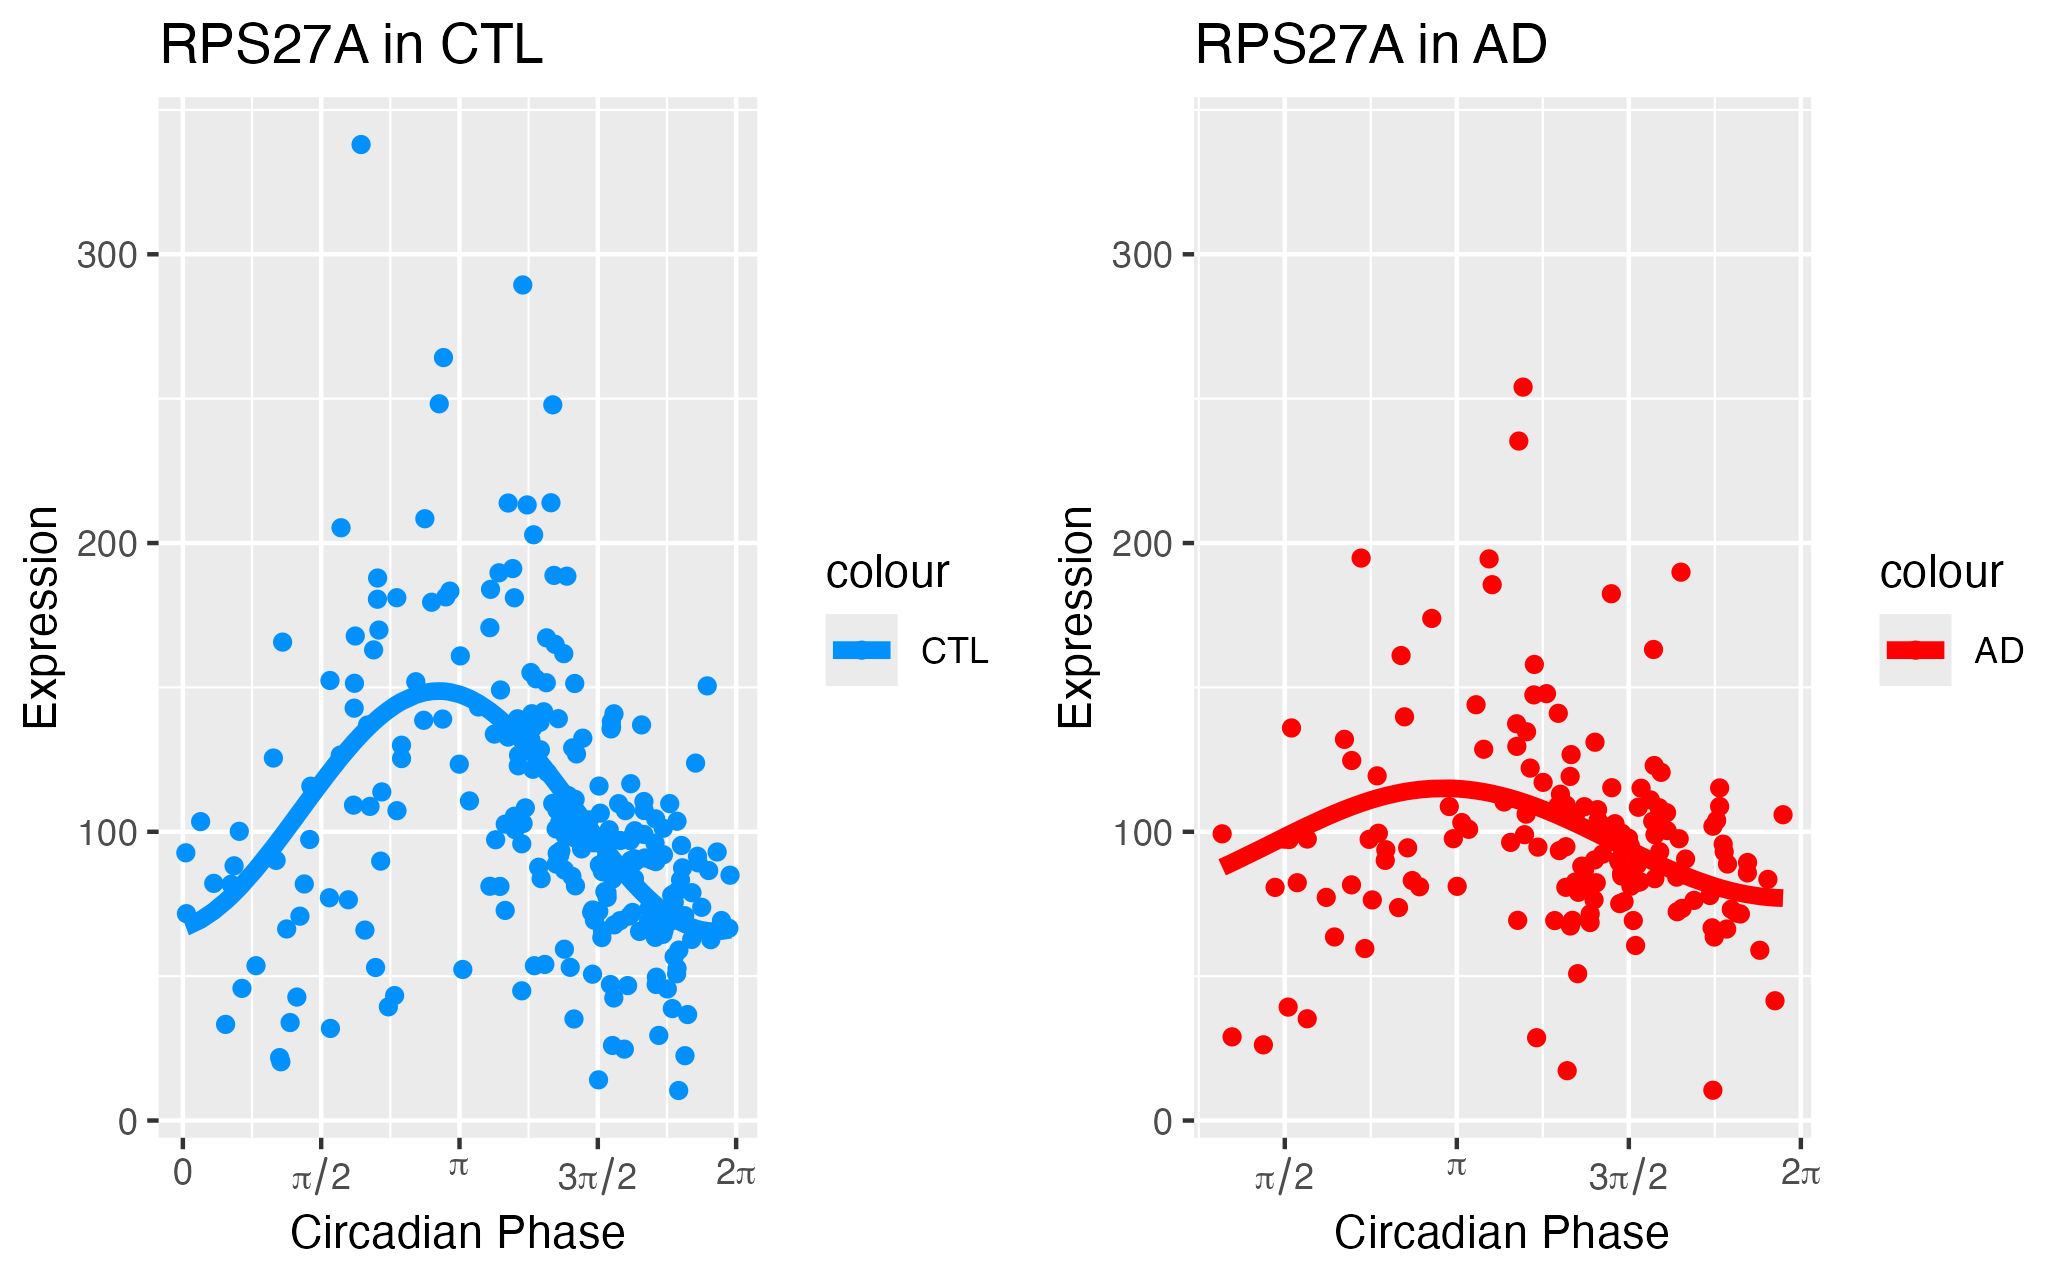 RPS27A in CTL
Expression
300
200
100
0
0 π/2 π 3π/2 2π
Circadian Phase
colour
CTL
RPS27A in AD
Expression
300
200
100
0
π/2 π 3π/2 2π
Circadian Phase
colour
AD